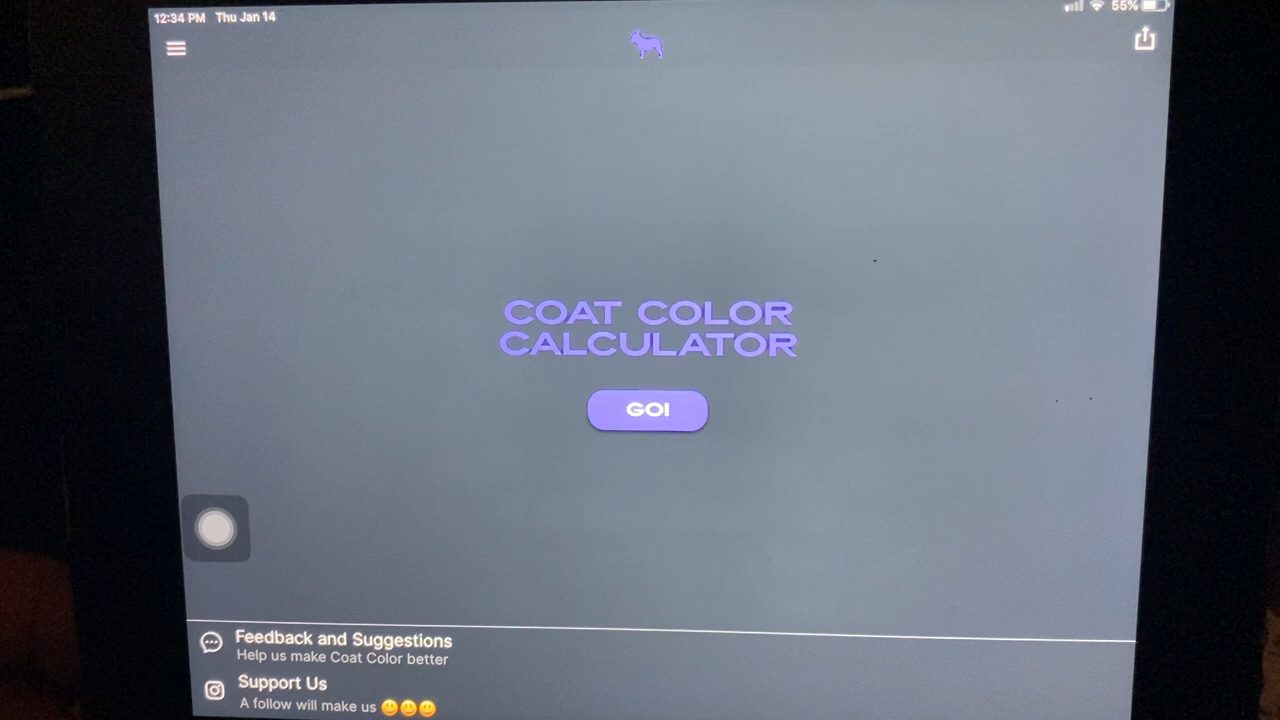 12:34 PM Thu Jan 14
55%
COAT COLOR
CALCULATOR
GO!
Feedback and Suggestions
Help us make Coat Color better
Support Us
A follow will make us 😀😀😀